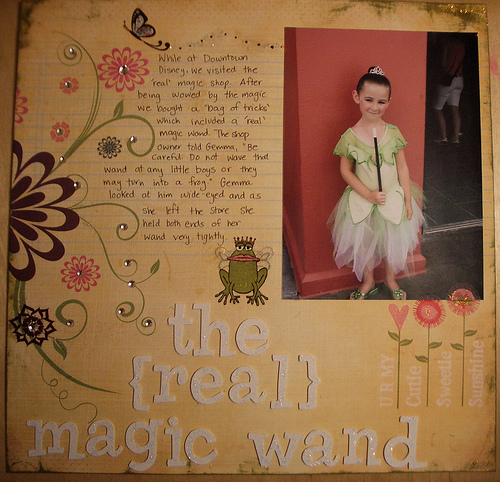 While at Downtown
Disney, we visited the
'real' magic shop. After
being wowed by the magic
we bought a "bag of tricks"
which included a 'real'
magic wand. The shop
owner told Gemma, "Be
careful. Do not wave that
wand at any little boys or they
may turn into a frog." Gemma
looked at him wide-eyed and as
she left the store she
held both ends of her
wand very tightly.
the
{real}
magic wand
U R MY
Cutie
Sweetie
Sunshine